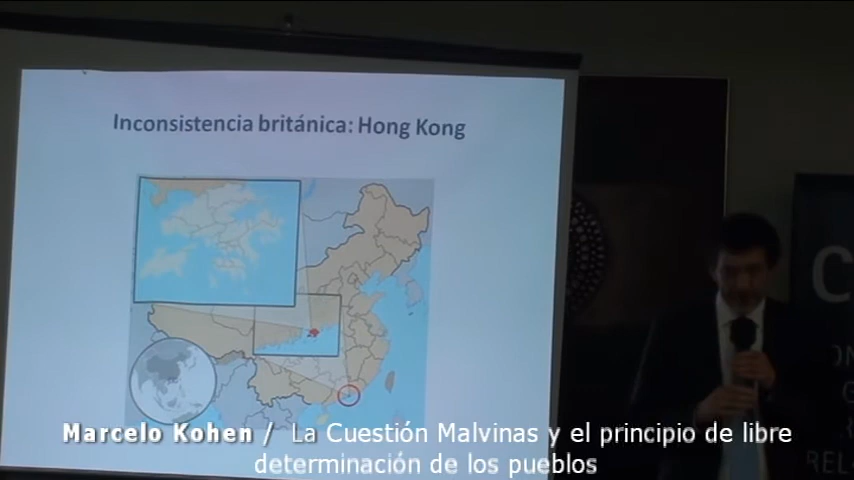 Inconsistencia británica: Hong Kong
Marcelo Kohen / La Cuestión Malvinas y el principio de libre
determinación de los pueblos